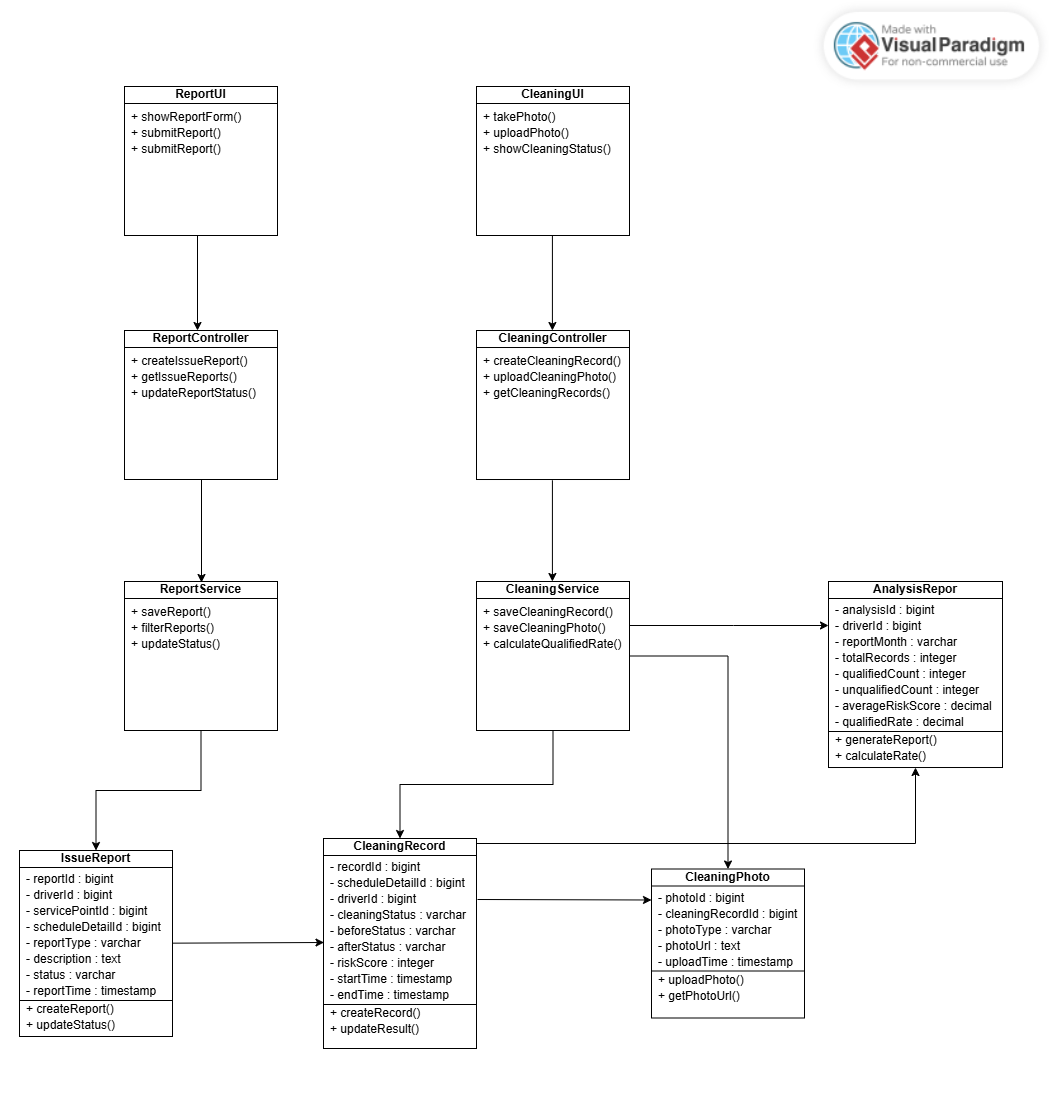 Made with
VisualParadigm
For non-commercial use
ReportUI
+ showReportForm()
+ submitReport()
+ submitReport()
CleaningUI
+ takePhoto()
+ uploadPhoto()
+ showCleaningStatus()
ReportController
+ createIssueReport()
+ getIssueReports()
+ updateReportStatus()
CleaningController
+ createCleaningRecord()
+ uploadCleaningPhoto()
+ getCleaningRecords()
ReportService
+ saveReport()
+ filterReports()
+ updateStatus()
CleaningService
+ saveCleaningRecord()
+ saveCleaningPhoto()
+ calculateQualifiedRate()
AnalysisRepor
- analysisId : bigint
- driverId : bigint
- reportMonth : varchar
- totalRecords : integer
- qualifiedCount : integer
- unqualifiedCount : integer
- averageRiskScore : decimal
- qualifiedRate : decimal
+ generateReport()
+ calculateRate()
IssueReport
- reportId : bigint
- driverId : bigint
- servicePointId : bigint
- scheduleDetailId : bigint
- reportType : varchar
- description : text
- status : varchar
- reportTime : timestamp
+ createReport()
+ updateStatus()
CleaningRecord
- recordId : bigint
- scheduleDetailId : bigint
- driverId : bigint
- cleaningStatus : varchar
- beforeStatus : varchar
- afterStatus : varchar
- riskScore : integer
- startTime : timestamp
- endTime : timestamp
+ createRecord()
+ updateResult()
CleaningPhoto
- photoId : bigint
- cleaningRecordId : bigint
- photoType : varchar
- photoUrl : text
- uploadTime : timestamp
+ uploadPhoto()
+ getPhotoUrl()